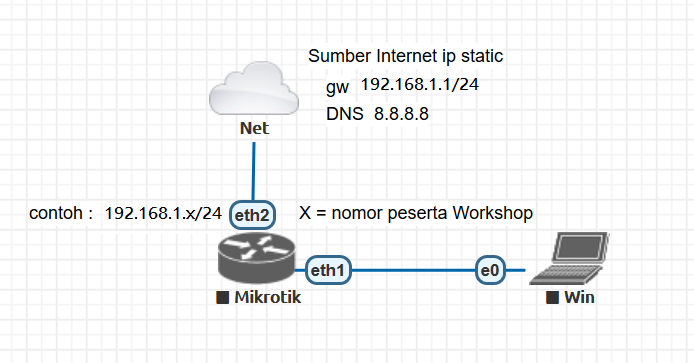 Sumber Internet ip static
gw 192.168.1.1/24
DNS 8.8.8.8
Net
contoh : 192.168.1.x/24
eth2
X = nomor peserta Workshop
eth1
e0
Mikrotik
Win